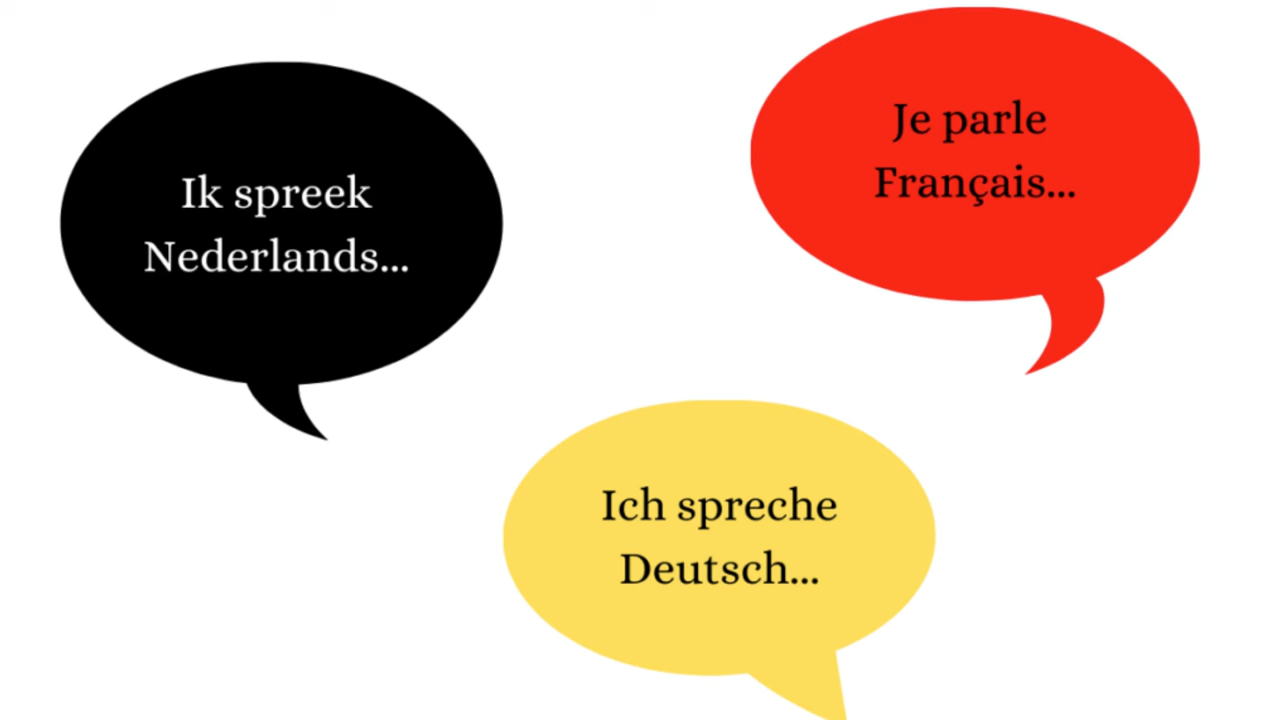 Ik spreek
Nederlands...
Je parle
Français...
Ich spreche
Deutsch...